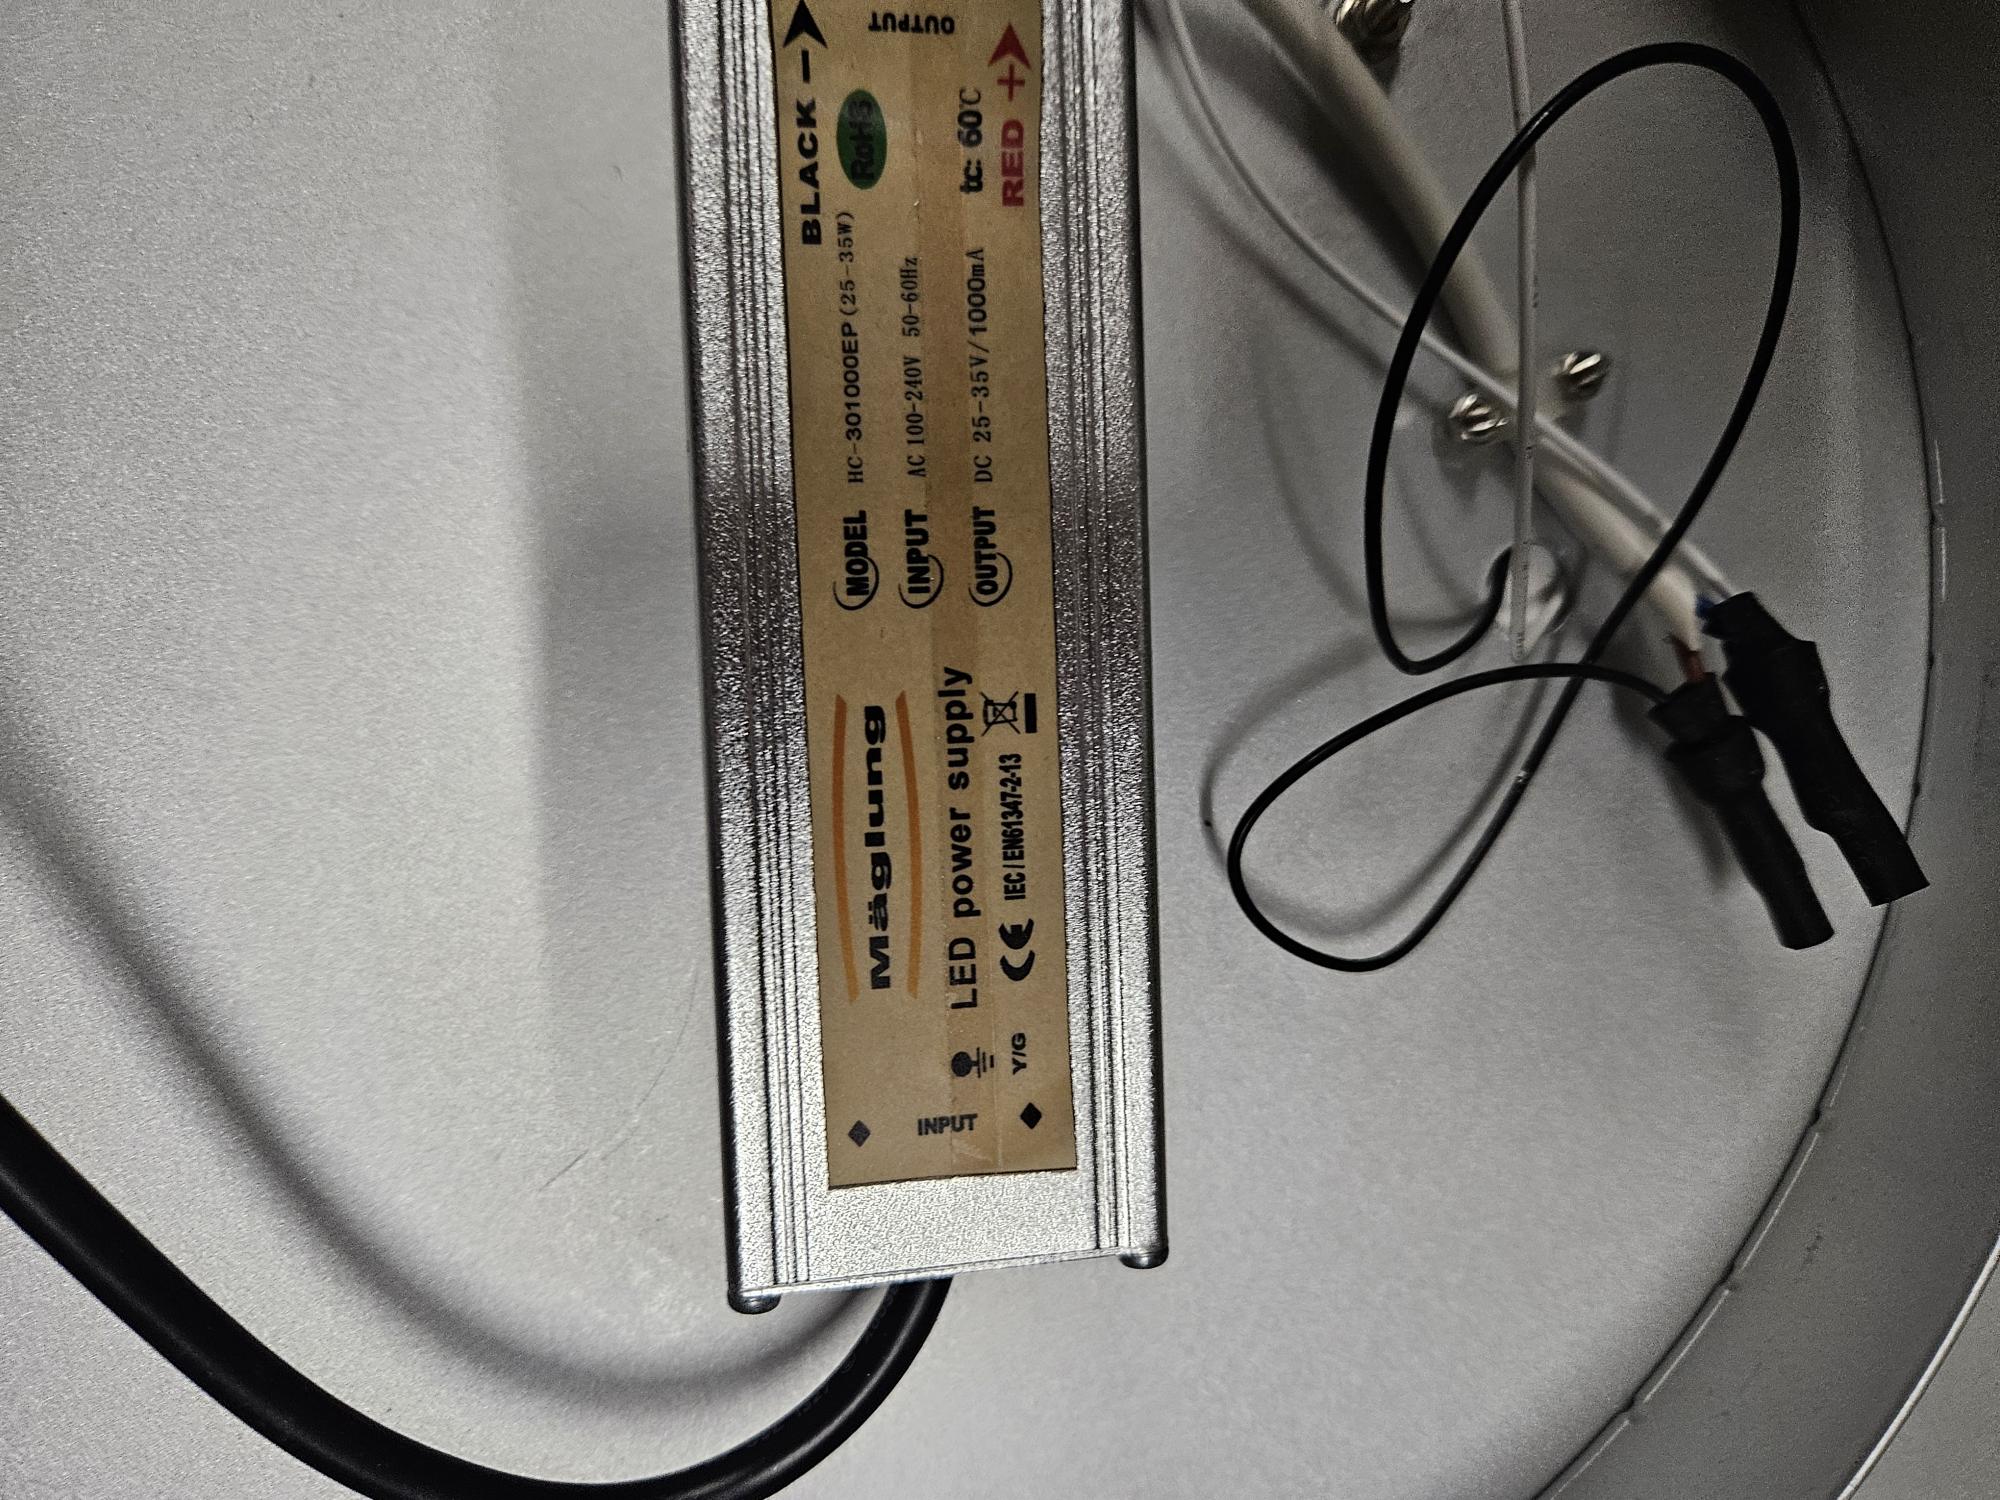 INPUT
Y/G
Mäglung
LED power supply
CE IEC/EN61347-2-13
MODEL HC-301000EP(25-35W)
INPUT AC 100-240V 50-60Hz
OUTPUT DC 25-35V/1000mA
BLACK -
RoHS
tc: 60℃
RED +
OUTPUT